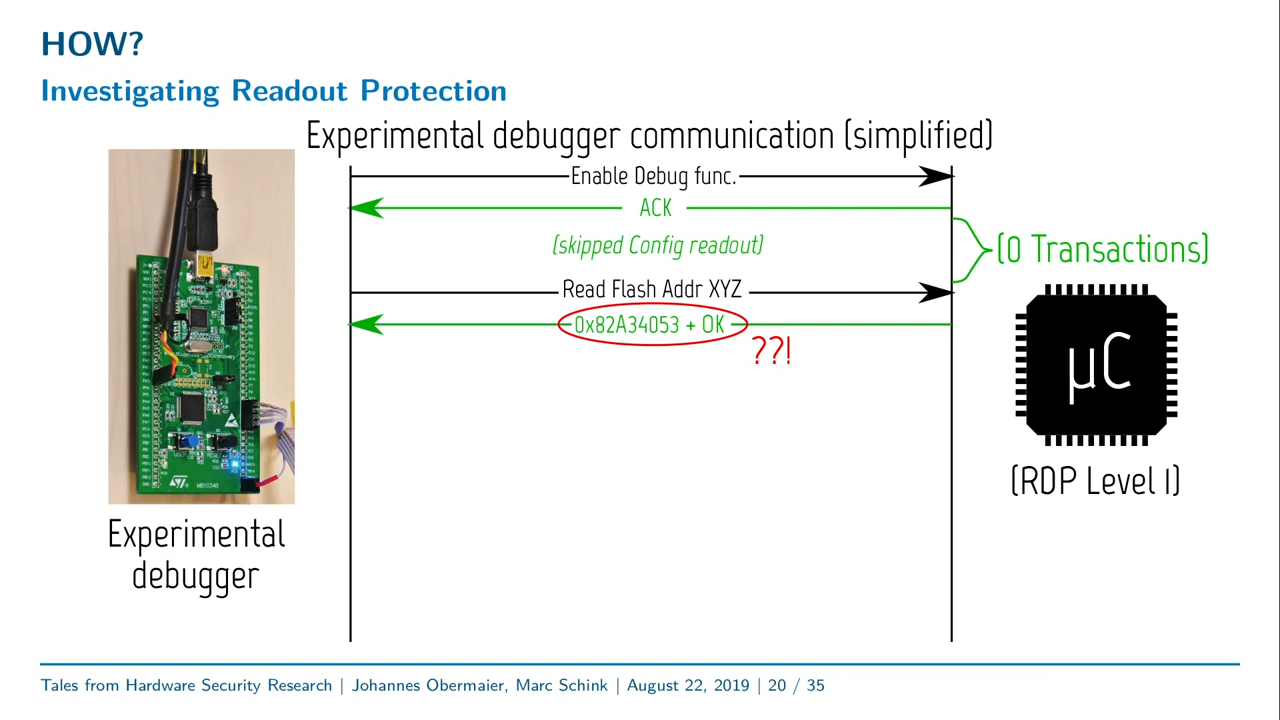 HOW?
Investigating Readout Protection
Experimental debugger communication (simplified)
Enable Debug func.
ACK
(skipped Config readout)
(0 Transactions)
Read Flash Addr XYZ
0x82A34053 + OK
??!
µC
(RDP Level 1)
Experimental
debugger
Tales from Hardware Security Research | Johannes Obermaier, Marc Schink | August 22, 2019 | 20 / 35